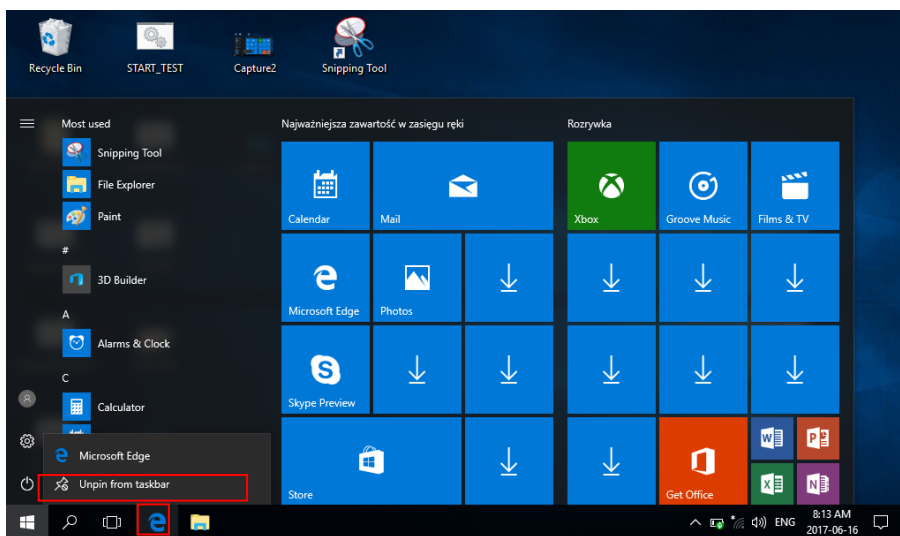 Recycle Bin
START_TEST
Capture2
Snipping Tool
Most used
Snipping Tool
File Explorer
Paint
#
3D Builder
A
Alarms & Clock
C
Calculator
Microsoft Edge
Unpin from taskbar
Najważniejsza zawartość w zasięgu ręki
Calendar
Mail
Microsoft Edge
Photos
Skype Preview
Store
Rozrywka
Xbox
Groove Music
Films & TV
Get Office
ENG
8:13 AM
2017-06-16